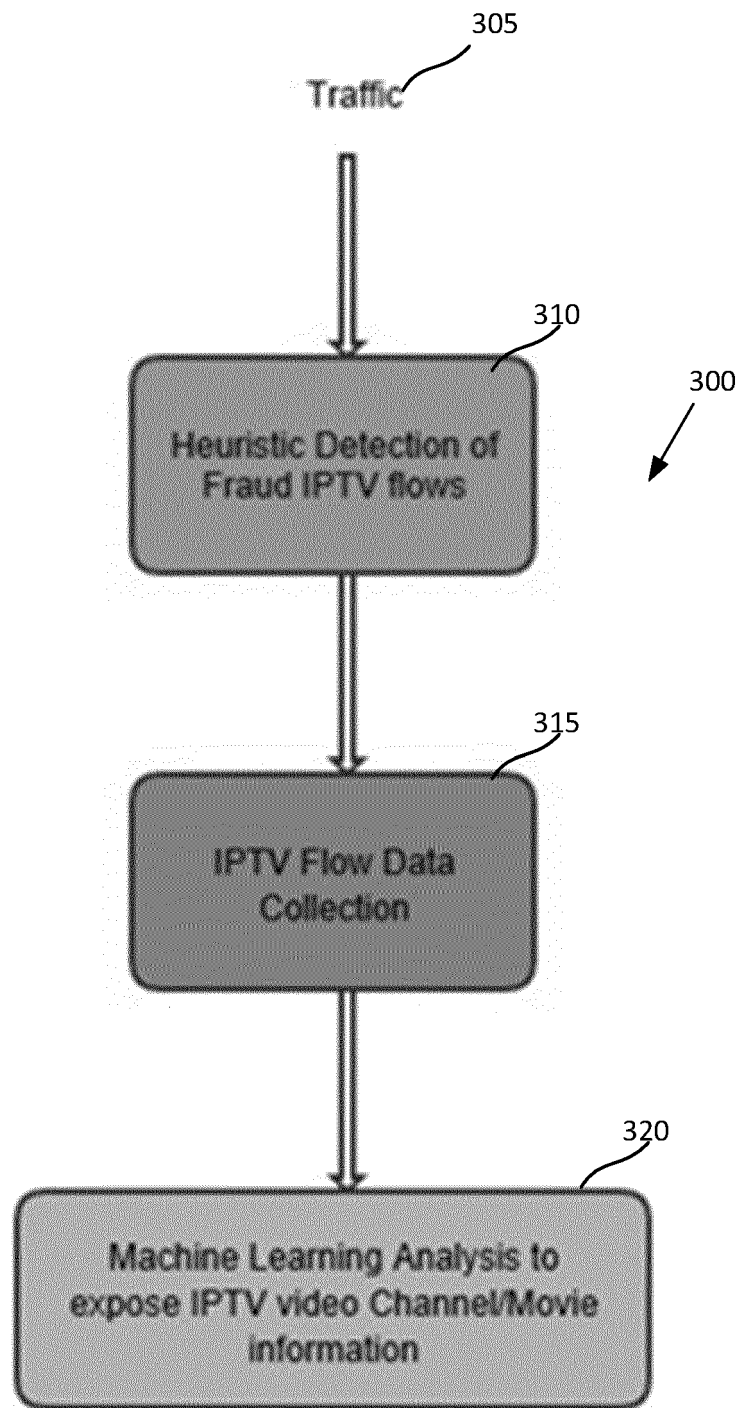 305
Traffic
310
300
Heuristic Detection of
Fraud IPTV flows
315
IPTV Flow Data
Collection
320
Machine Learning Analysis to
expose IPTV video Channel/Movie
information